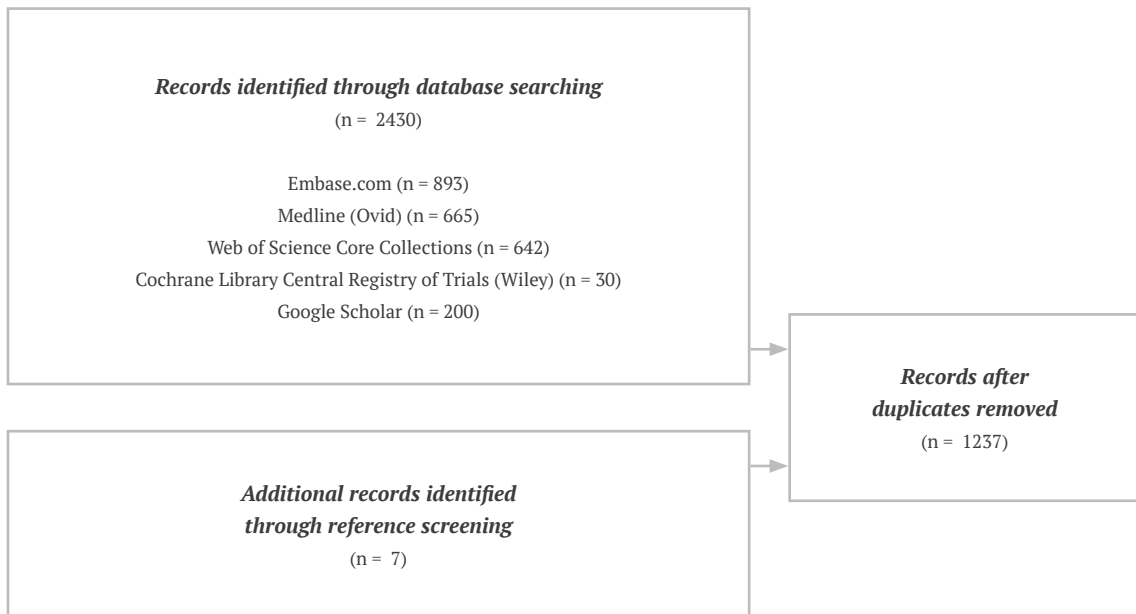 Records identified through database searching
(n = 2430)
Embase.com (n = 893)
Medline (Ovid) (n = 665)
Web of Science Core Collections (n = 642)
Cochrane Library Central Registry of Trials (Wiley) (n = 30)
Google Scholar (n = 200)
Additional records identified
through reference screening
(n = 7)
Records after
duplicates removed
(n = 1237)